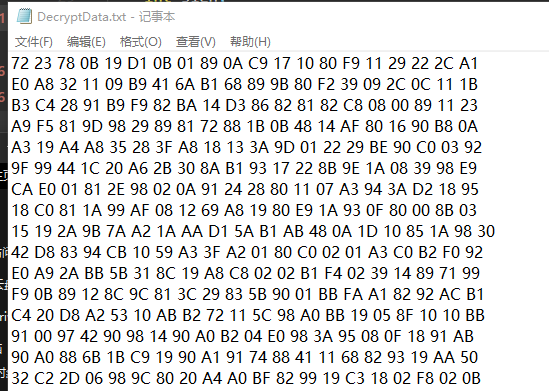 DecryptData.txt - 记事本
文件(F) 编辑(E) 格式(O) 查看(V) 帮助(H)
72 23 78 0B 19 D1 0B 01 89 0A C9 17 10 80 F9 11 29 22 2C A1
E0 A8 32 11 09 B9 41 6A B1 68 89 9B 80 F2 39 09 2C 0C 11 1B
B3 C4 28 91 B9 F9 82 BA 14 D3 86 82 81 82 C8 08 00 89 11 23
A9 F5 81 9D 98 29 89 81 72 88 1B 0B 48 14 AF 80 16 90 B8 0A
A3 19 A4 A8 35 28 3F A8 18 13 3A 9D 01 22 29 BE 90 C0 03 92
9F 99 44 1C 20 A6 2B 30 8A B1 93 17 22 8B 9E 1A 08 39 98 E9
CA E0 01 81 2E 98 02 0A 91 24 28 80 11 07 A3 94 3A D2 18 95
18 C0 81 1A 99 AF 08 12 69 A8 19 80 E9 1A 93 0F 80 00 8B 03
15 19 2A 9B 7A A2 1A AA D1 5A B1 AB 48 0A 1D 10 85 1A 98 30
42 D8 83 94 CB 10 59 A3 3F A2 01 80 C0 02 01 A3 C0 B2 F0 92
E0 A9 2A BB 5B 31 8C 19 A8 C8 02 02 B1 F4 02 39 14 89 71 99
F9 0B 89 12 8C 9C 81 3C 29 83 5B 90 01 BB FA A1 82 92 AC B1
C4 20 D8 A2 53 10 AB B2 72 11 5C 98 A0 BB 19 05 8F 10 10 BB
91 00 97 42 90 98 14 90 A0 B2 04 E0 98 3A 95 08 0F 18 91 AB
90 A0 88 6B 1B C9 19 90 A1 91 74 88 41 11 68 82 93 19 AA 50
32 C2 2D 06 98 9C 80 20 A4 A0 BF 82 99 19 C3 18 02 F8 02 0B